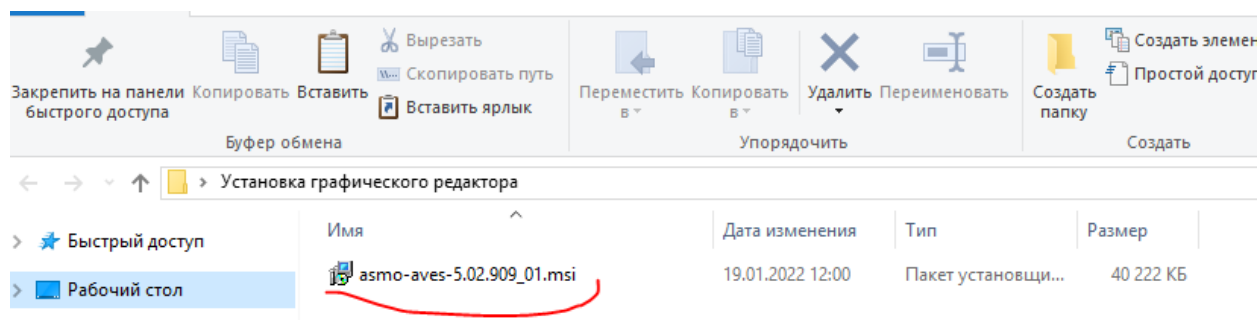 Закрепить на панели быстрого доступа
Копировать
Вставить
Вырезать
Скопировать путь
Вставить ярлык
Буфер обмена
Переместить в
Копировать в
Удалить
Переименовать
Упорядочить
Создать папку
Создать элемен
Простой доступ
Создать
Установка графического редактора
Быстрый доступ
Рабочий стол
Имя
Дата изменения
Тип
Размер
asmo-aves-5.02.909_01.msi
19.01.2022 12:00
Пакет установщи...
40 222 КБ